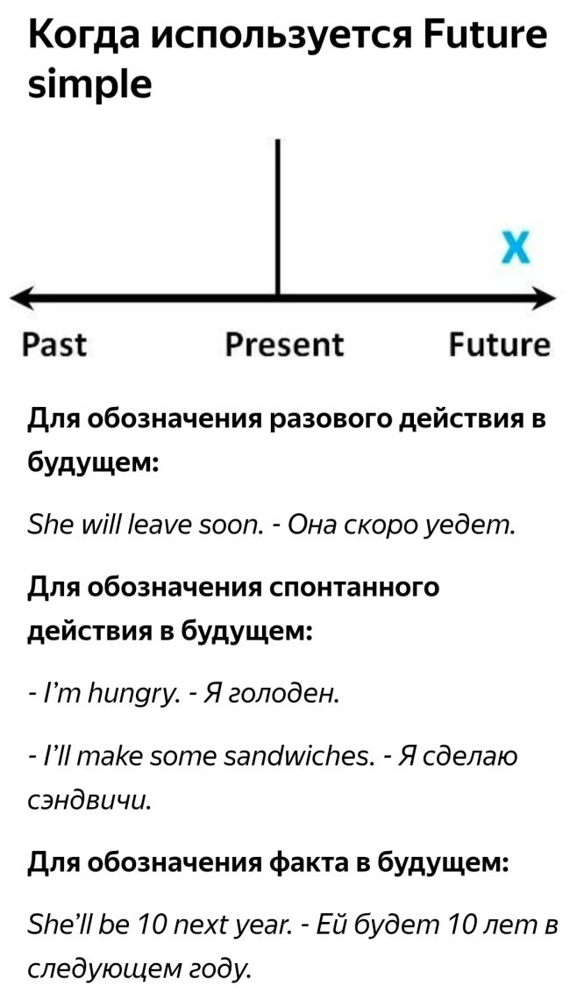 Когда используется Future
simple
X
Past Present Future
Для обозначения разового действия в
будущем:
She will leave soon. - Она скоро уедет.
Для обозначения спонтанного
действия в будущем:
- I’m hungry. - Я голоден.
- I’ll make some sandwiches. - Я сделаю
сэндвичи.
Для обозначения факта в будущем:
She’ll be 10 next year. - Ей будет 10 лет в
следующем году.